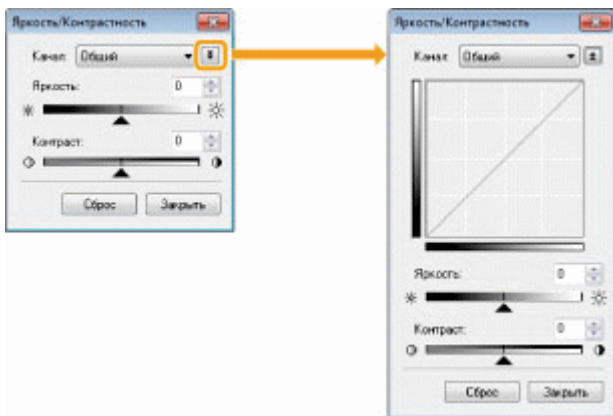 Яркость/Контрастность
Канал: Общий
Яркость: 0
Контраст: 0
Сброс Закрыть
Яркость/Контрастность
Канал: Общий
Яркость: 0
Контраст: 0
Сброс Закрыть